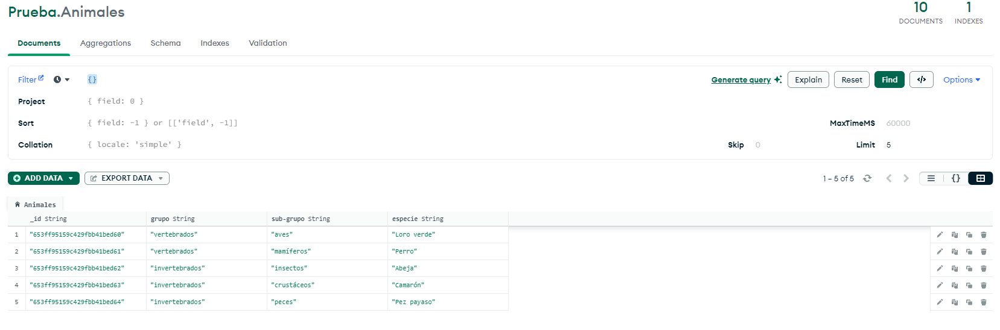 Prueba.Animales
10
DOCUMENTS
1
INDEXES
Documents Aggregations Schema Indexes Validation
Filter {} Generate query Explain Reset Find </> Options
Project { field: 0 }
Sort { field: -1 } or [['field', -1]] MaxTimeMS 60000
Collation { locale: 'simple' } Skip 0 Limit 5
ADD DATA EXPORT DATA 1 – 5 of 5 {}
Animales
_id String grupo String sub-grupo String especie String
1 "653ff95159c429fbb41bed60" "vertebrados" "aves" "Loro verde"
2 "653ff95159c429fbb41bed61" "vertebrados" "mamíferos" "Perro"
3 "653ff95159c429fbb41bed62" "invertebrados" "insectos" "Abeja"
4 "653ff95159c429fbb41bed63" "invertebrados" "crustáceos" "Camarón"
5 "653ff95159c429fbb41bed64" "invertebrados" "peces" "Pez payaso"